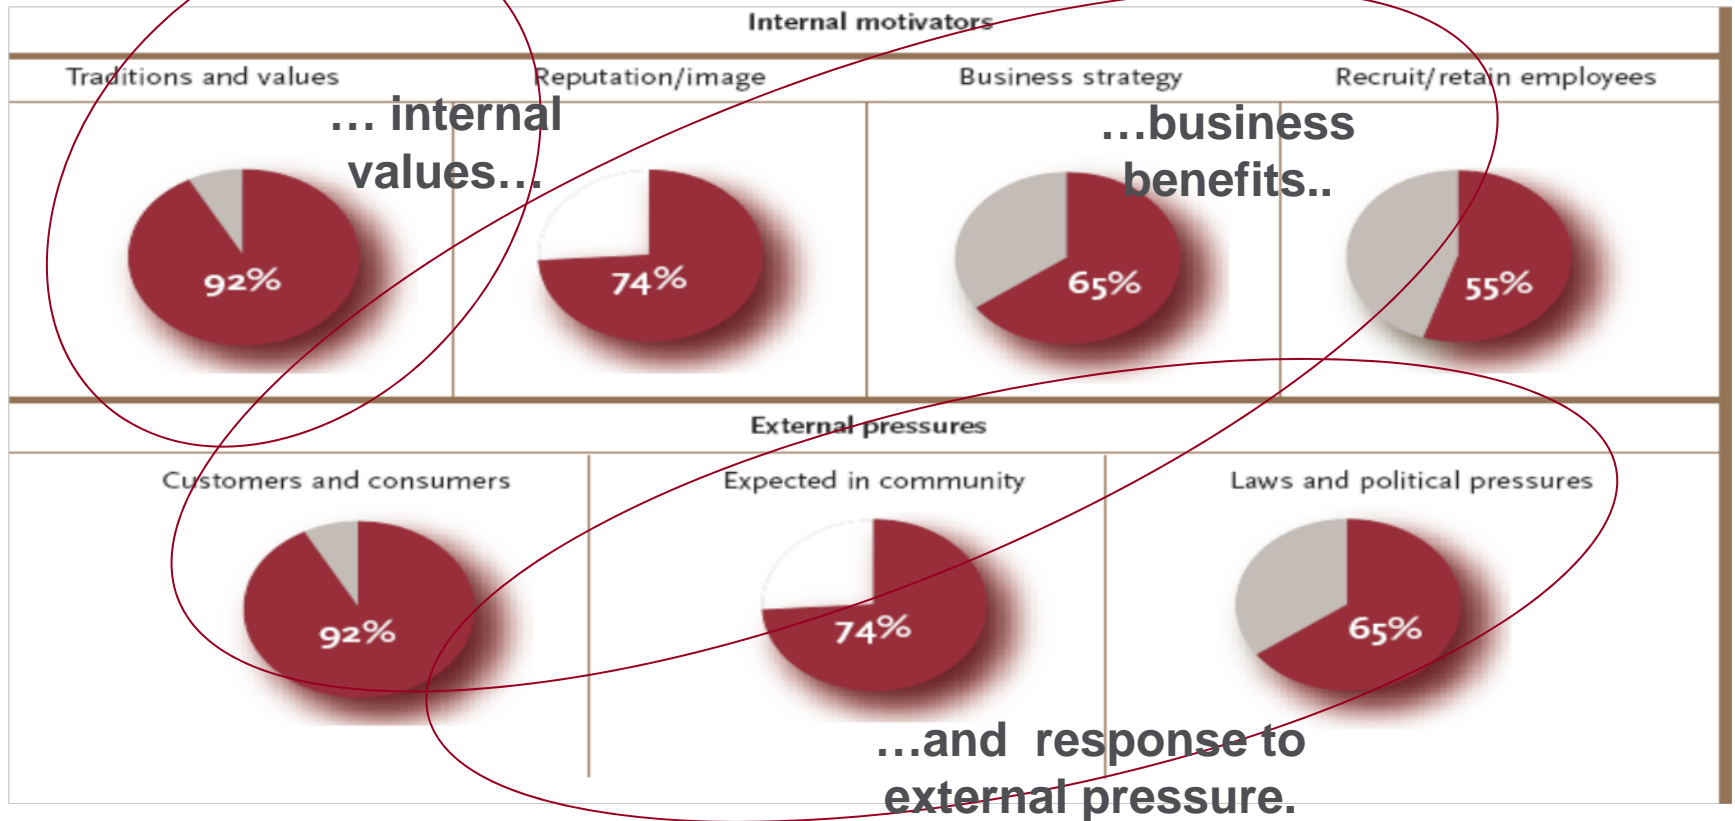 Internal motivators
Traditions and values
Reputation/image
Business strategy
Recruit/retain employees
… internal
values…
…business
benefits..
92%
74%
65%
55%
External pressures
Customers and consumers
Expected in community
Laws and political pressures
92%
74%
65%
…and  response to
external pressure.